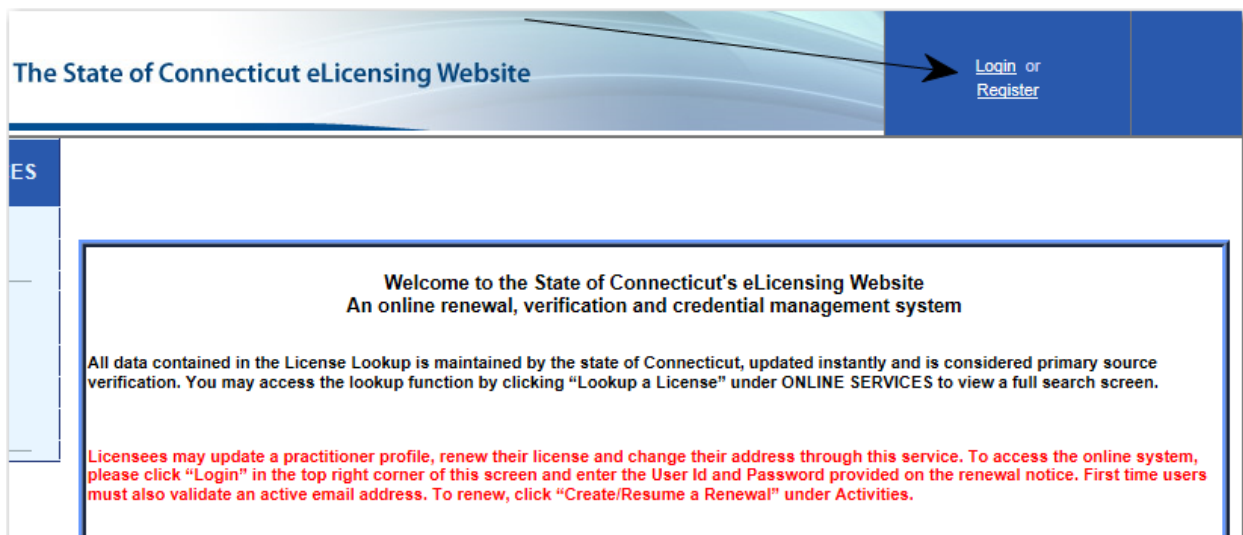 The State of Connecticut eLicensing Website
Login or
Register
ES
Welcome to the State of Connecticut's eLicensing Website
An online renewal, verification and credential management system
All data contained in the License Lookup is maintained by the state of Connecticut, updated instantly and is considered primary source
verification. You may access the lookup function by clicking “Lookup a License” under ONLINE SERVICES to view a full search screen.
Licensees may update a practitioner profile, renew their license and change their address through this service. To access the online system,
please click “Login” in the top right corner of this screen and enter the User Id and Password provided on the renewal notice. First time users
must also validate an active email address. To renew, click “Create/Resume a Renewal” under Activities.